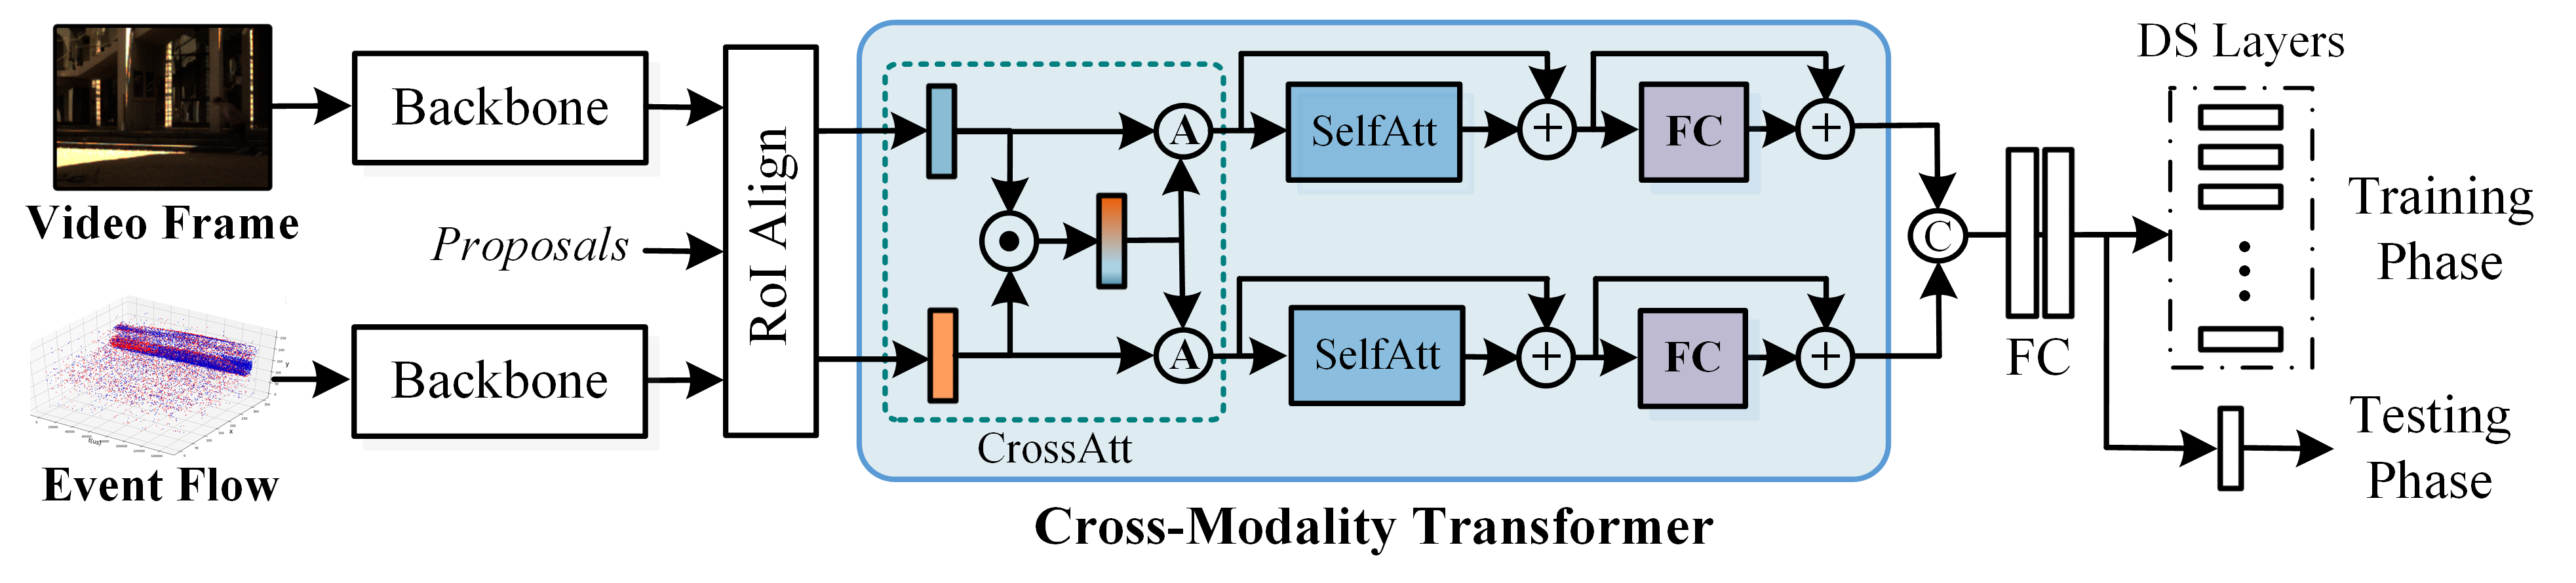 Video Frame
Event Flow
Backbone
Backbone
Proposals
RoI Align
A
A
CrossAtt
SelfAtt
FC
SelfAtt
FC
Cross-Modality Transformer
C
FC
DS Layers
Training
Phase
Testing
Phase